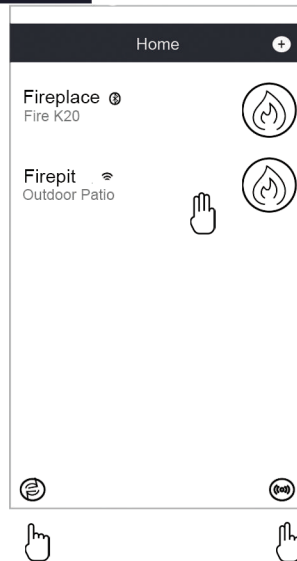 Home
Fireplace
Fire K20
Firepit
Outdoor Patio